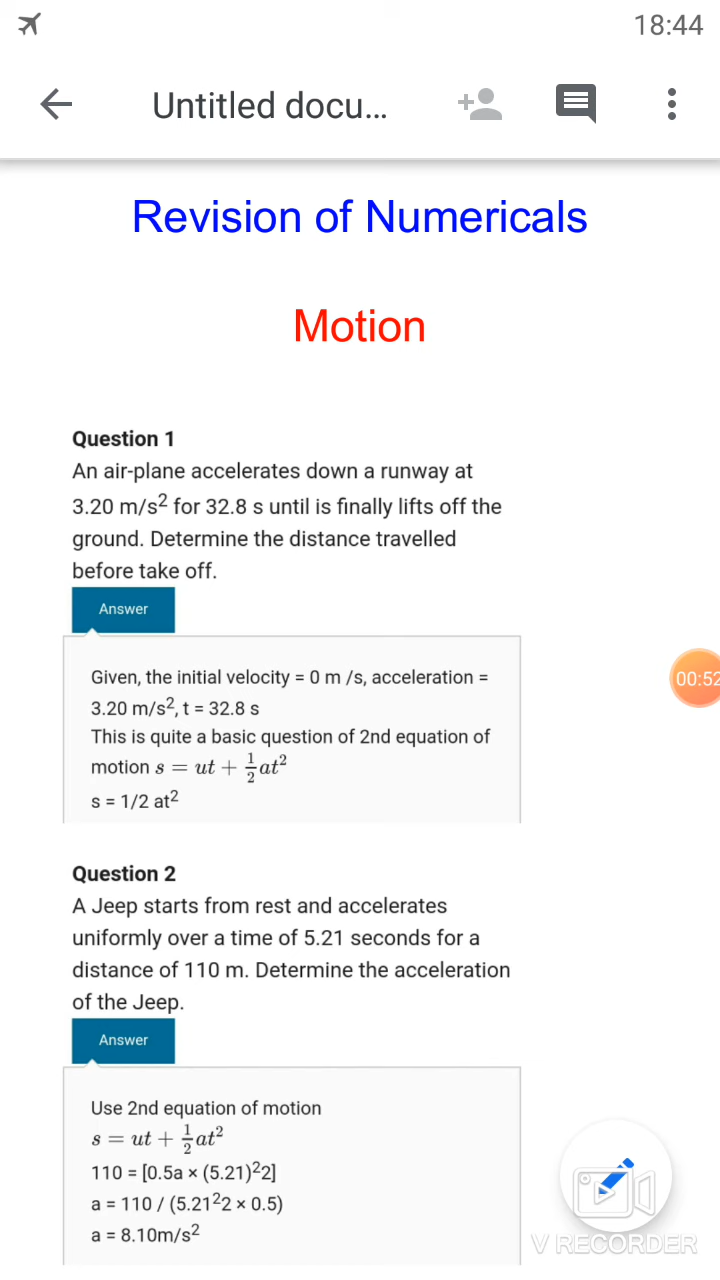 18:44
Untitled docu...
Revision of Numericals
Motion
Question 1
An air-plane accelerates down a runway at
3.20 m/s² for 32.8 s until is finally lifts off the
ground. Determine the distance travelled
before take off.
Answer
Given, the initial velocity = 0 m /s, acceleration =
3.20 m/s², t = 32.8 s
This is quite a basic question of 2nd equation of
motion s = ut + ½at²
s = 1/2 at²
00:52
Question 2
A Jeep starts from rest and accelerates
uniformly over a time of 5.21 seconds for a
distance of 110 m. Determine the acceleration
of the Jeep.
Answer
Use 2nd equation of motion
s = ut + ½at²
110 = [0.5a × (5.21)²2]
a = 110 / (5.21²2 × 0.5)
a = 8.10m/s²
V RECORDER